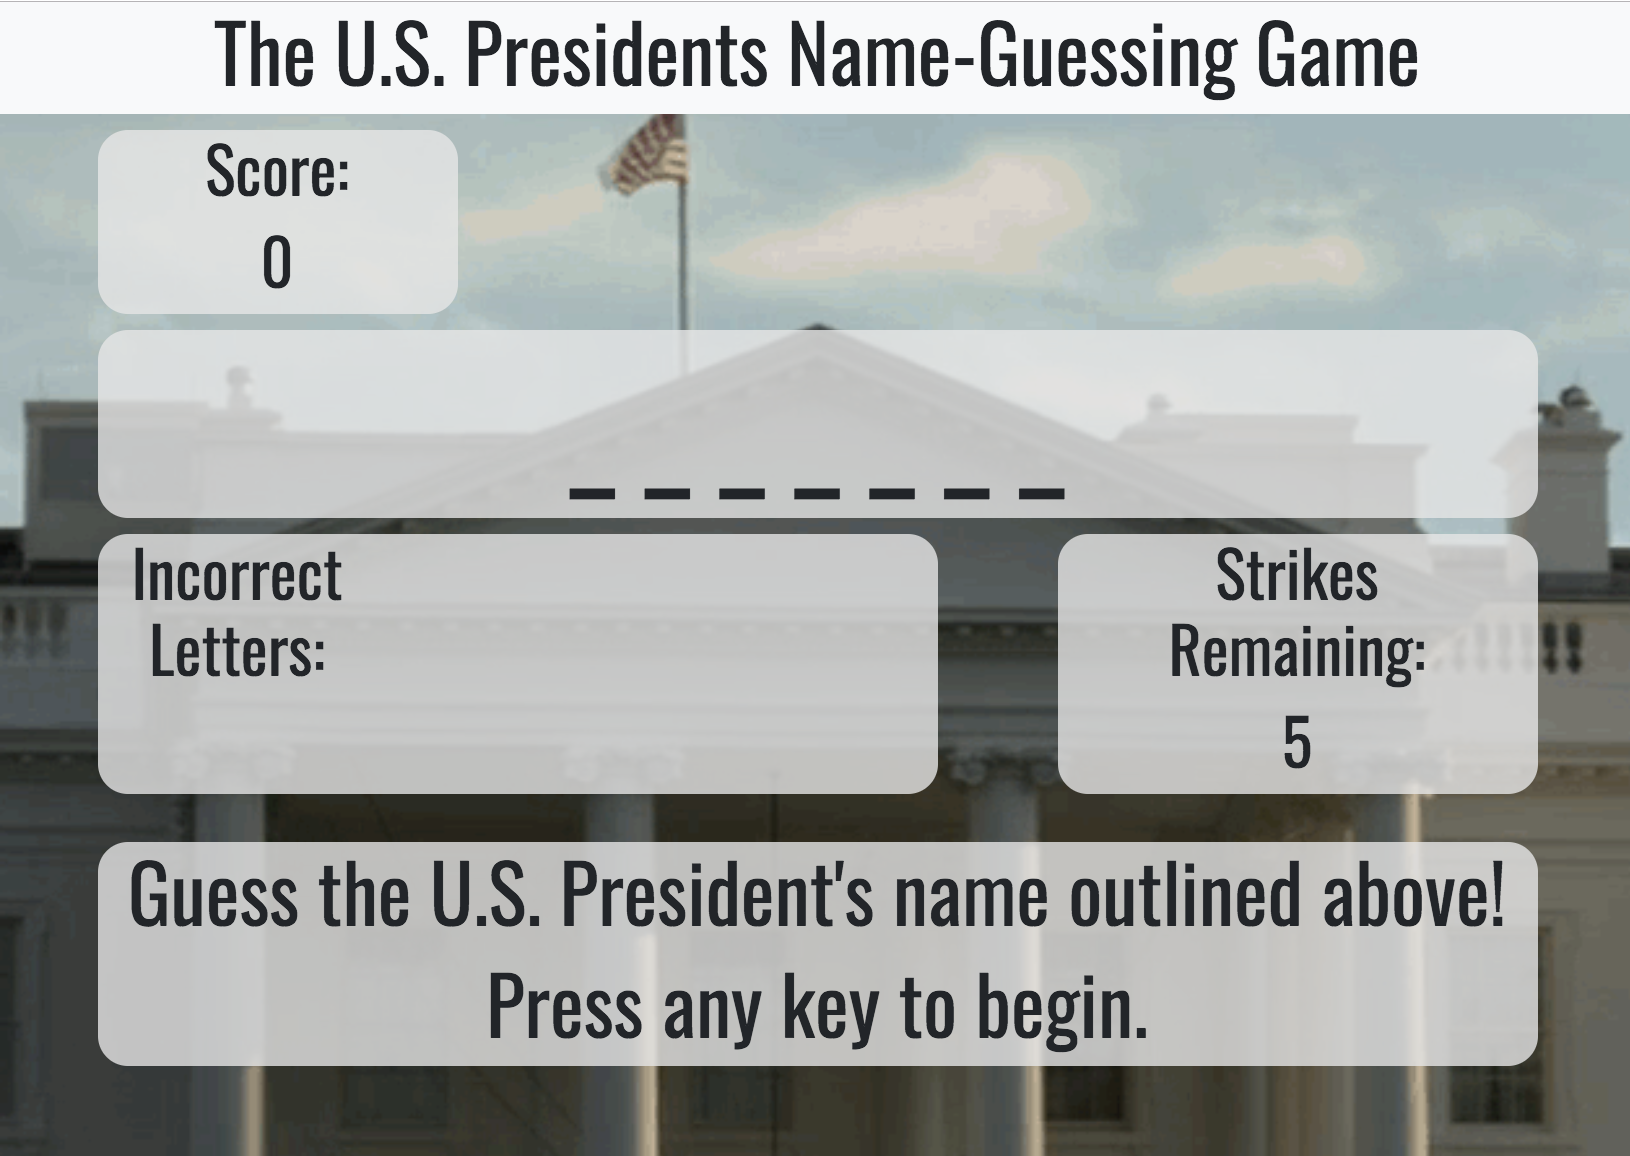 The U.S. Presidents Name-Guessing Game
Score:
0
_ _ _ _ _ _ _
Incorrect
Letters:
Strikes
Remaining:
5
Guess the U.S. President's name outlined above!
Press any key to begin.